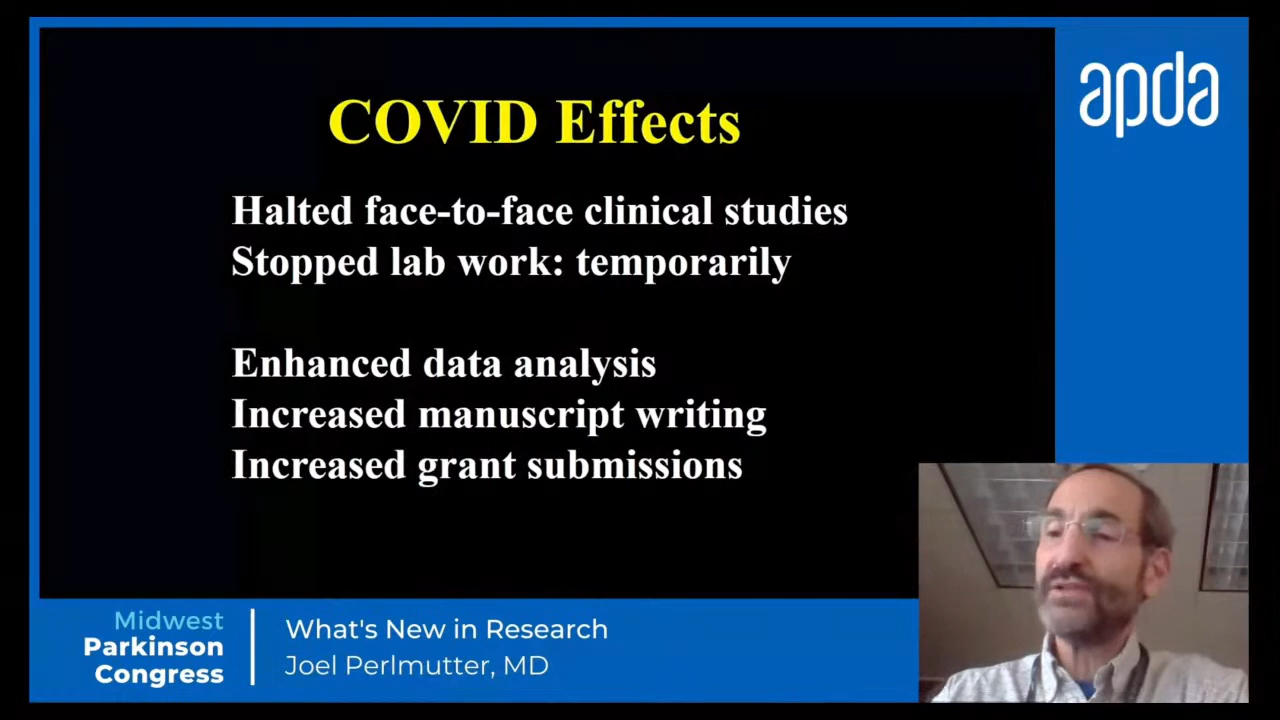 COVID Effects
Halted face-to-face clinical studies
Stopped lab work: temporarily
Enhanced data analysis
Increased manuscript writing
Increased grant submissions
apda
Midwest
Parkinson
Congress
What's New in Research
Joel Perlmutter, MD